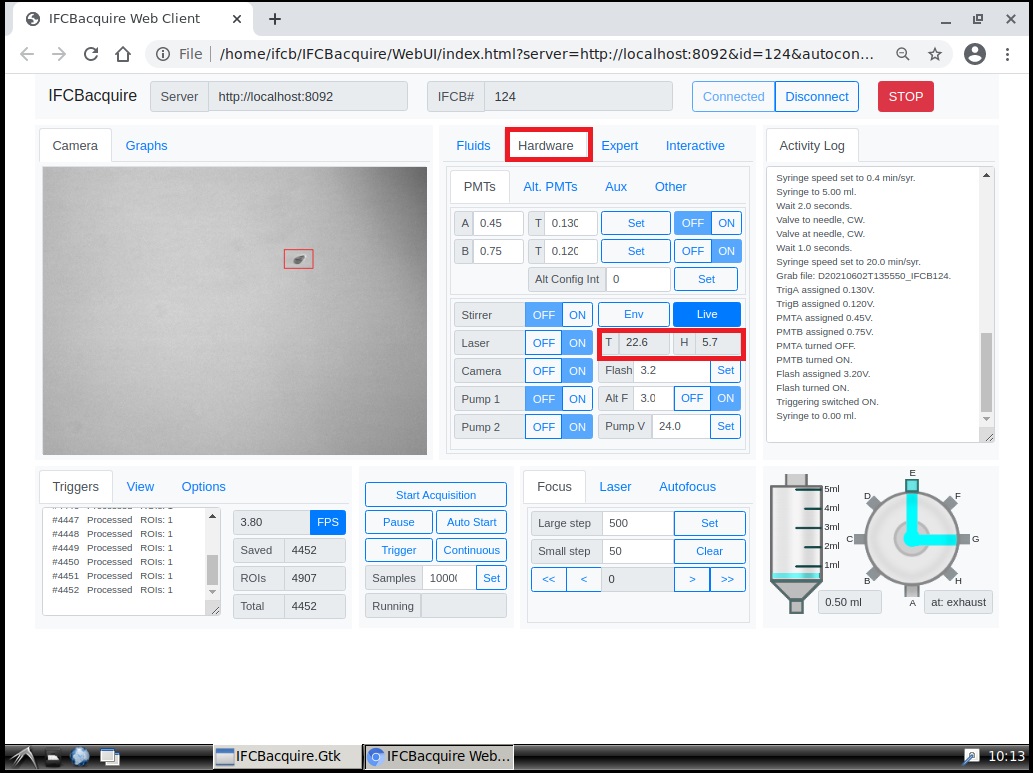 IFCBacquire Web Client
File /home/ifcb/IFCBacquire/WebUI/index.html?server=http://localhost:8092&id=124&autocon...
IFCBacquire Server http://localhost:8092 IFCB# 124 Connected Disconnect STOP
Camera Graphs
Fluids Hardware Expert Interactive
PMTs Alt. PMTs Aux Other
A 0.45 T 0.130 Set OFF ON
B 0.75 T 0.120 Set OFF ON
Alt Config Int 0 Set
Stirrer OFF ON Env Live
Laser OFF ON T 22.6 H 5.7
Camera OFF ON Flash 3.2 Set
Pump 1 OFF ON Alt F 3.0 OFF ON
Pump 2 OFF ON Pump V 24.0 Set
Activity Log
Syringe speed set to 0.4 min/syr.
Syringe to 5.00 ml.
Wait 2.0 seconds.
Valve to needle, CW.
Valve at needle, CW.
Wait 1.0 seconds.
Syringe speed set to 20.0 min/syr.
Grab file: D20210602T135550_IFCB124.
TrigA assigned 0.130V.
TrigB assigned 0.120V.
PMTA assigned 0.45V.
PMTB assigned 0.75V.
PMTA turned OFF.
PMTB turned ON.
Flash assigned 3.20V.
Flash turned ON.
Triggering switched ON.
Syringe to 0.00 ml.
Triggers View Options
#4447 Processed ROIs: 1
#4448 Processed ROIs: 1
#4449 Processed ROIs: 1
#4450 Processed ROIs: 1
#4451 Processed ROIs: 1
#4452 Processed ROIs: 1
3.80 FPS
Saved 4452
ROIs 4907
Total 4452
Start Acquisition
Pause Auto Start
Trigger Continuous
Samples 10000 Set
Running
Focus Laser Autofocus
Large step 500 Set
Small step 50 Clear
<< < 0 > >>
5ml
4ml
3ml
2ml
1ml
0.50 ml
E
D F
C G
B H
A
at: exhaust
IFCBacquire.Gtk IFCBacquire Web... 10:13